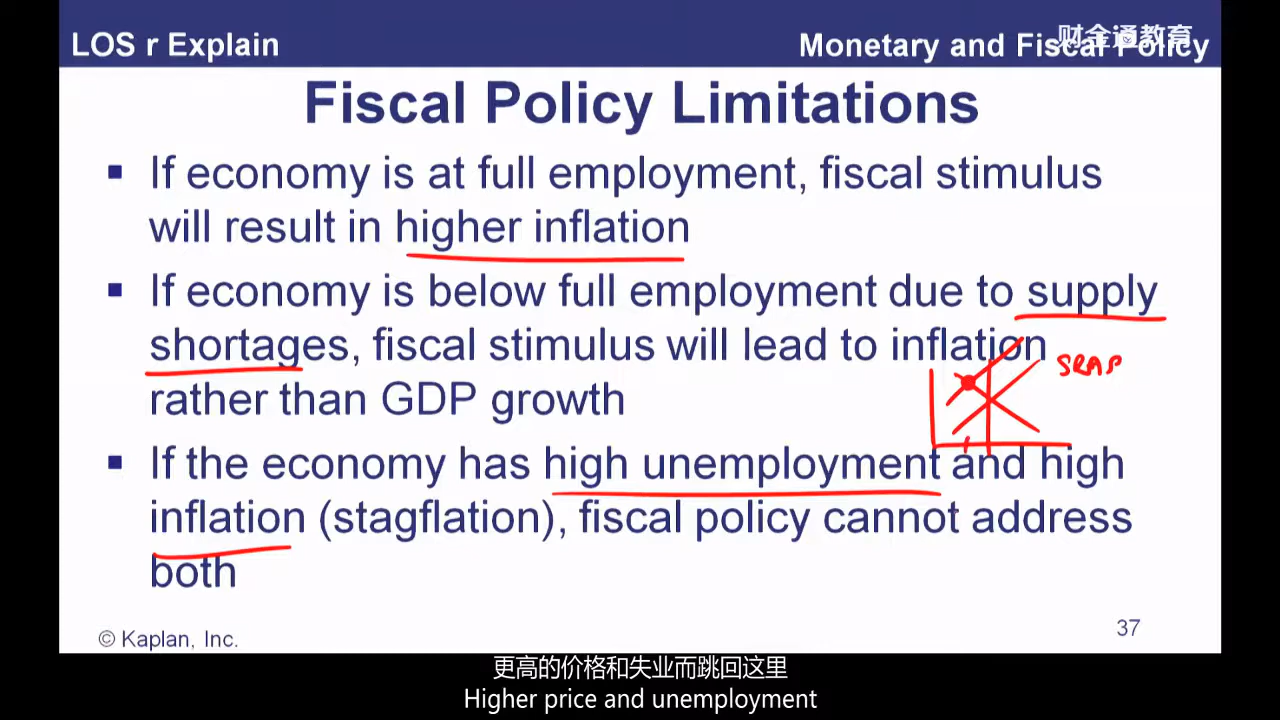 LOS r Explain
Monetary and Fiscal Policy
财金通教育
Fiscal Policy Limitations
▪ If economy is at full employment, fiscal stimulus
will result in higher inflation
▪ If economy is below full employment due to supply
shortages, fiscal stimulus will lead to inflation
rather than GDP growth
SRAS
▪ If the economy has high unemployment and high
inflation (stagflation), fiscal policy cannot address
both
© Kaplan, Inc.
37
更高的价格和失业而跳回这里
Higher price and unemployment